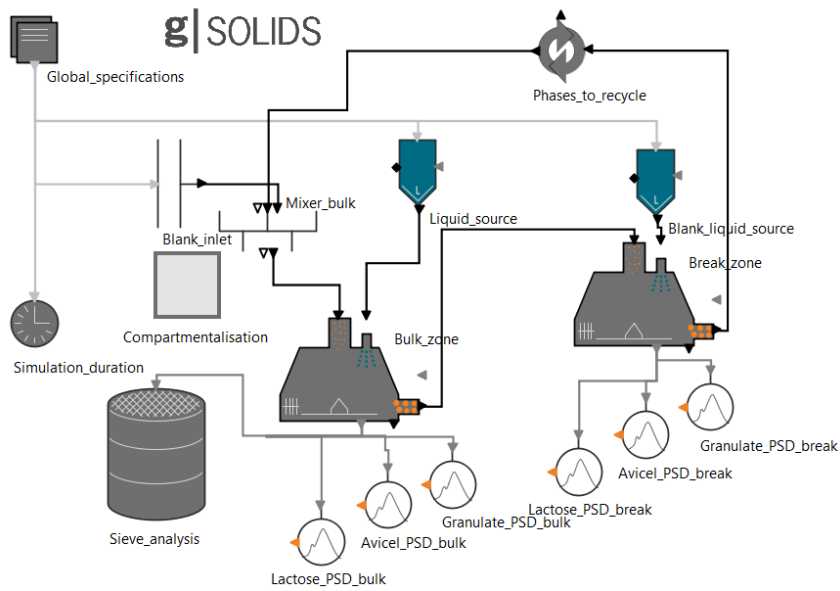 g|SOLIDS
Global_specifications
Phases_to_recycle
Mixer_bulk
L
Liquid_source
L
Blank_liquid_source
Blank_inlet
Break_zone
Compartmentalisation
Bulk_zone
Simulation_duration
Granulate_PSD_break
Avicel_PSD_break
Lactose_PSD_break
Granulate_PSD_bulk
Sieve_analysis
Avicel_PSD_bulk
Lactose_PSD_bulk